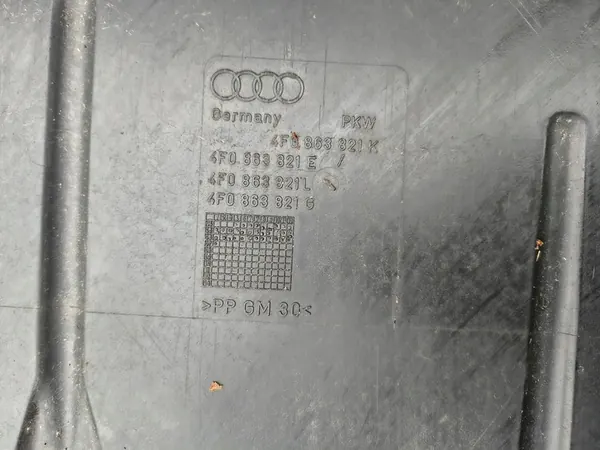 Germany PKW
4F0 863 821 K
4F0 863 821 E /
4F0 863 821 L
4F0 863 821 G
>PP GM 30<